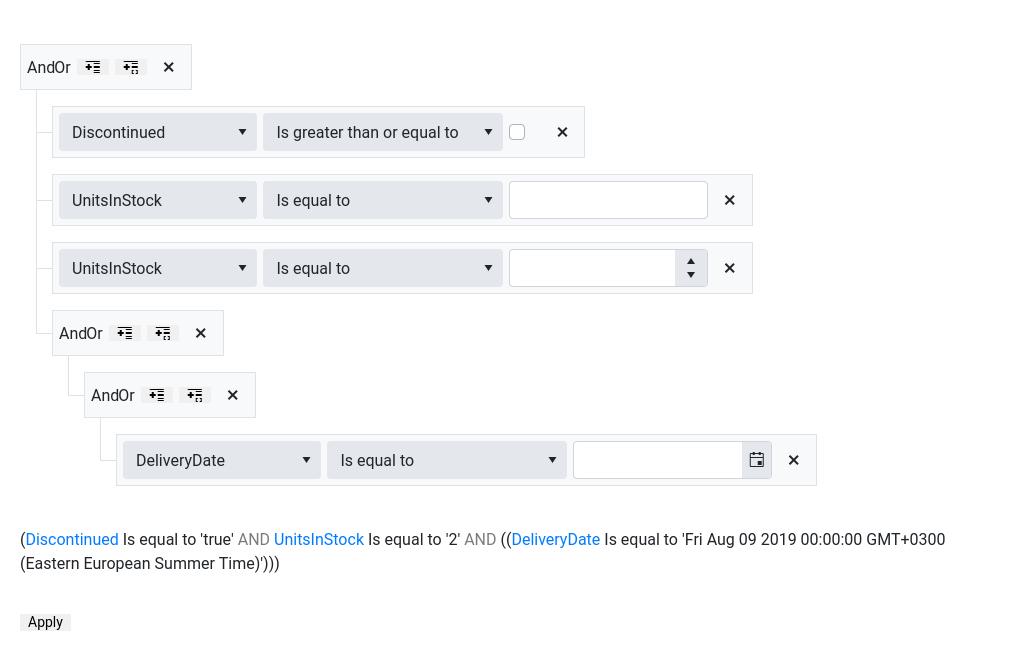 AndOr
Discontinued Is greater than or equal to
UnitsInStock Is equal to
UnitsInStock Is equal to
AndOr
AndOr
DeliveryDate Is equal to
(Discontinued Is equal to 'true' AND UnitsInStock Is equal to '2' AND ((DeliveryDate Is equal to 'Fri Aug 09 2019 00:00:00 GMT+0300
(Eastern European Summer Time)')))
Apply